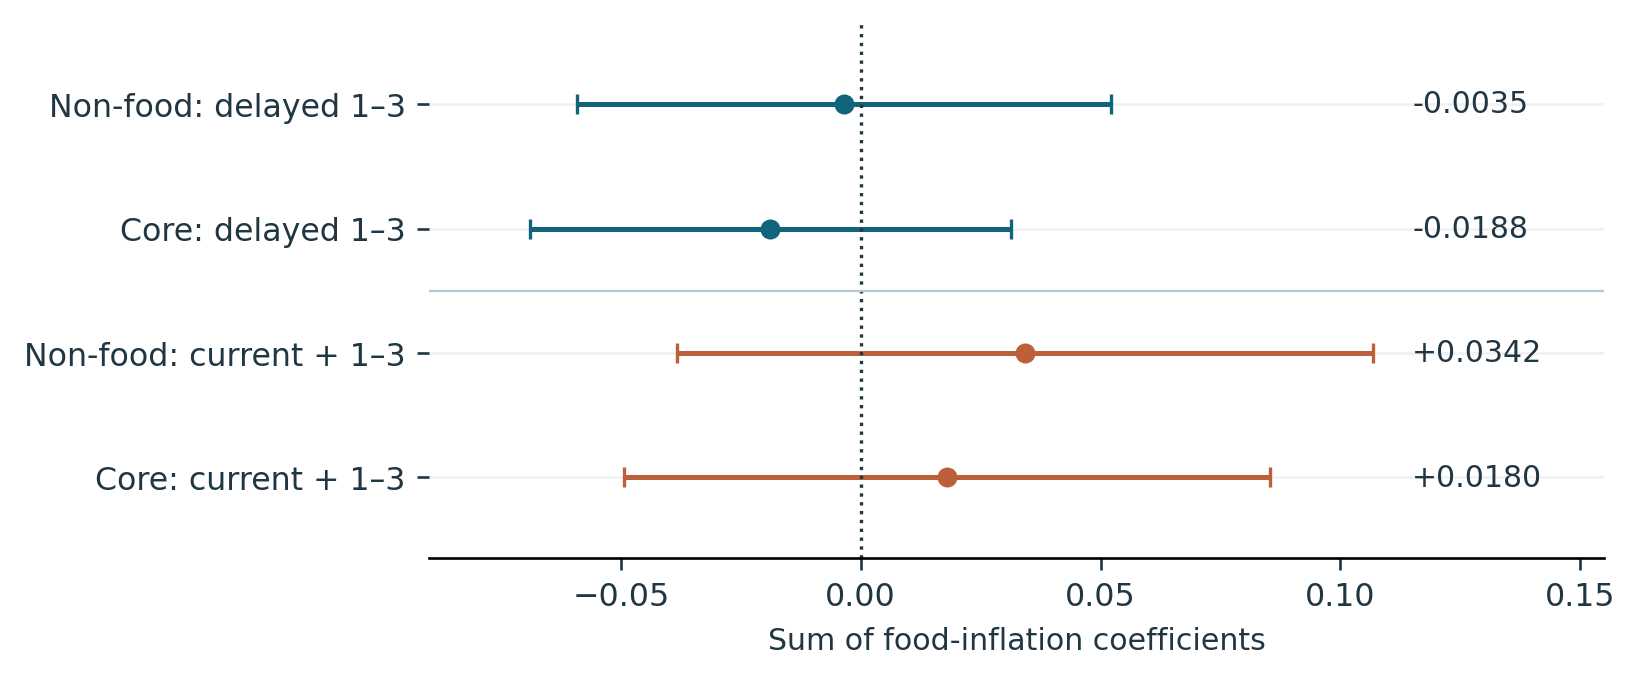 Non-food: delayed 1–3 -0.0035
Core: delayed 1–3 -0.0188
Non-food: current + 1–3 +0.0342
Core: current + 1–3 +0.0180
−0.05 0.00 0.05 0.10 0.15
Sum of food-inflation coefficients